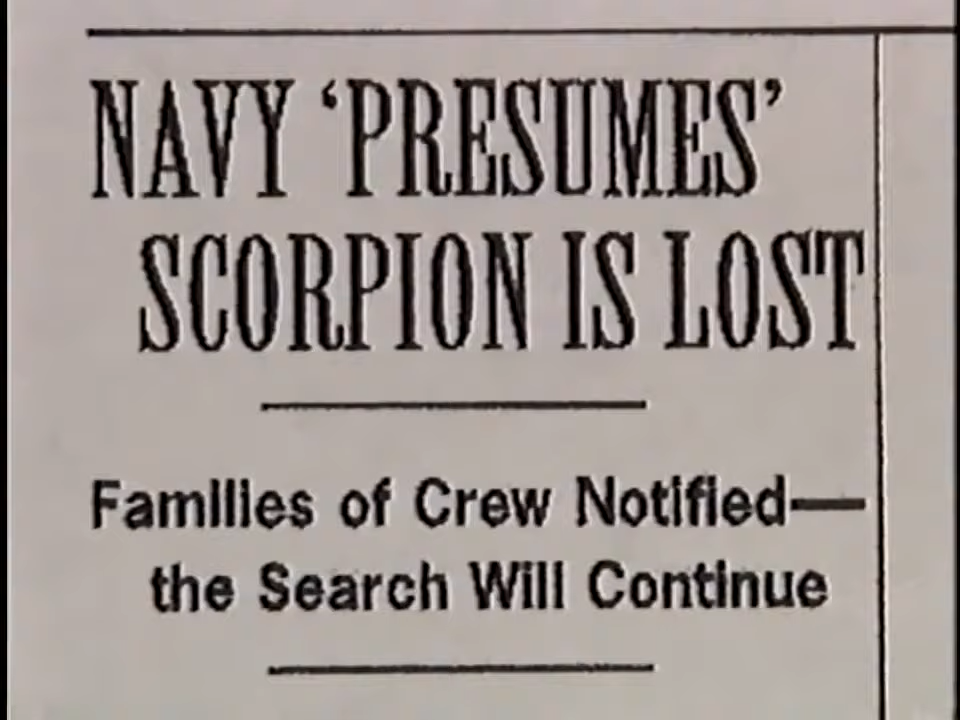 NAVY ‘PRESUMES’
SCORPION IS LOST
Families of Crew Notified—
the Search Will Continue